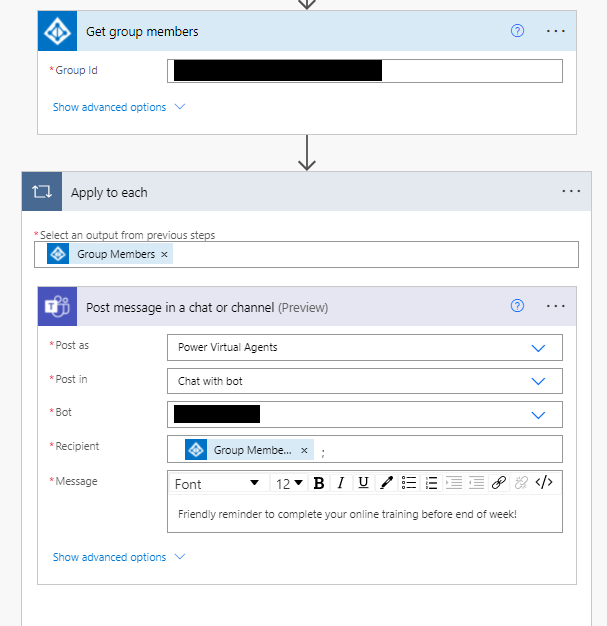 Get group members
* Group Id
Show advanced options
Apply to each
* Select an output from previous steps
Group Members ×
Post message in a chat or channel (Preview)
* Post as
Power Virtual Agents
* Post in
Chat with bot
* Bot
* Recipient
Group Membe... × ;
* Message
Font 12 B I U </>
Friendly reminder to complete your online training before end of week!
Show advanced options